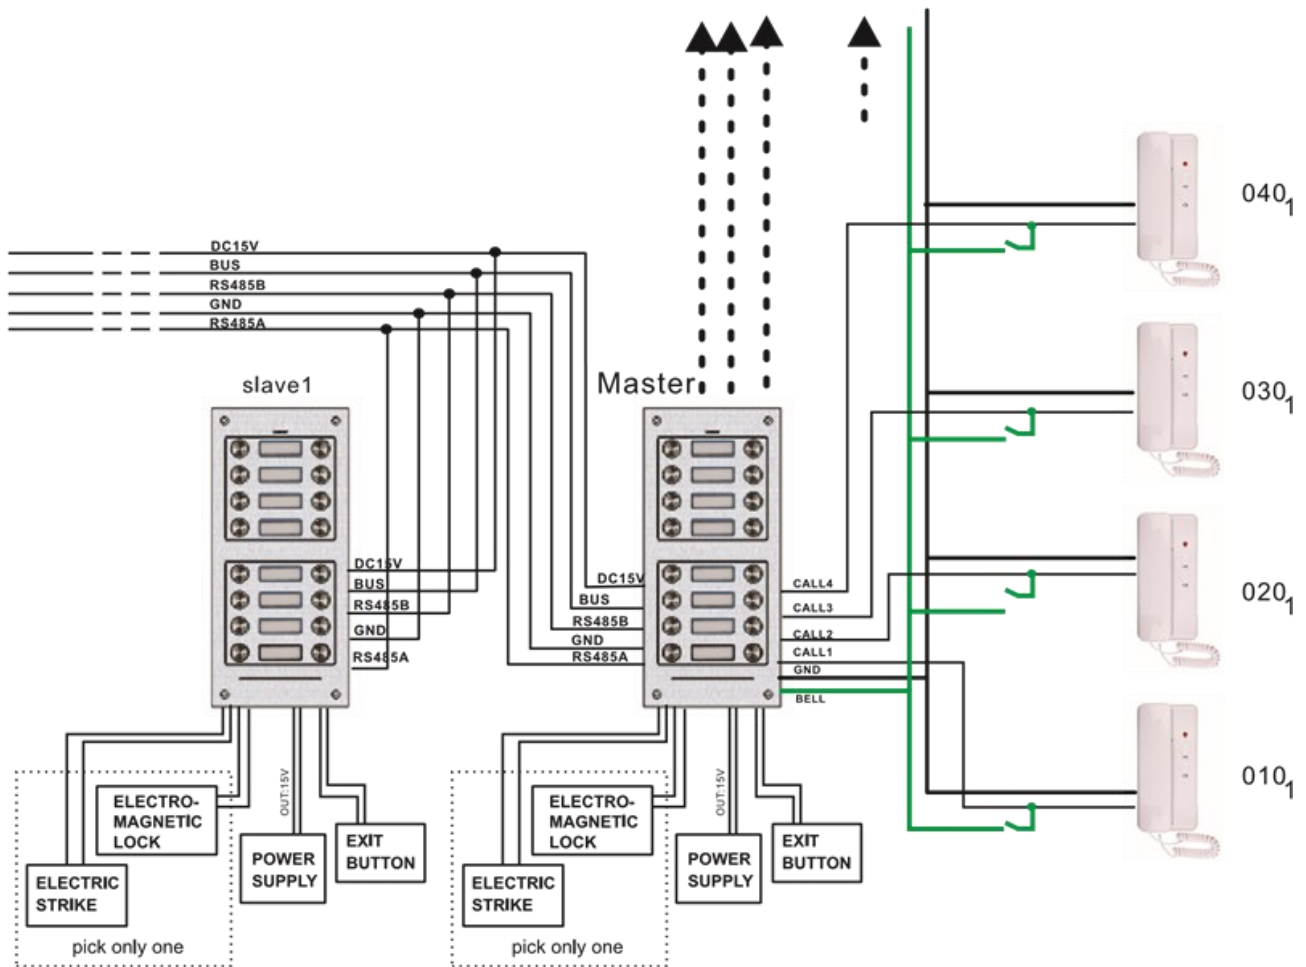 DC15V
BUS
RS485B
GND
RS485A
slave1
Master
DC15V
BUS
RS485B
GND
RS485A
DC15V
BUS
RS485B
GND
RS485A
CALL4
CALL3
CALL2
CALL1
GND
BELL
0401
0301
0201
0101
ELECTRO-
MAGNETIC
LOCK
ELECTRIC
STRIKE
pick only one
OUT:15V
POWER
SUPPLY
EXIT
BUTTON
ELECTRO-
MAGNETIC
LOCK
ELECTRIC
STRIKE
pick only one
OUT:15V
POWER
SUPPLY
EXIT
BUTTON